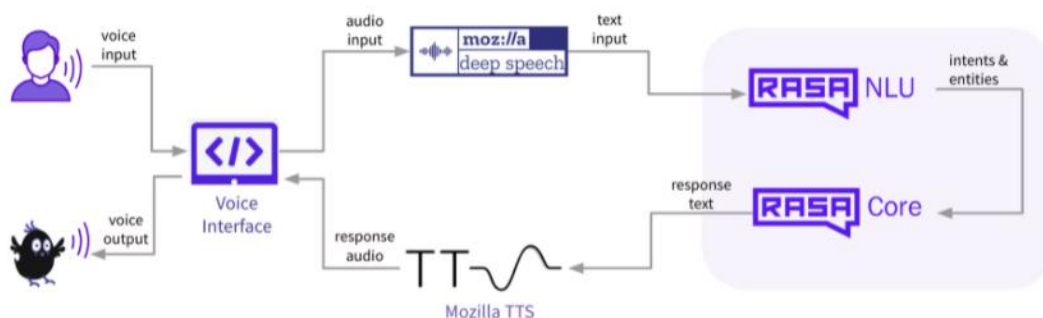 voice
input
audio
input
moz://a
deep speech
text
input
RASA NLU
intents &
entities
</>
Voice
Interface
response
text
RASA Core
voice
output
response
audio
TT
Mozilla TTS